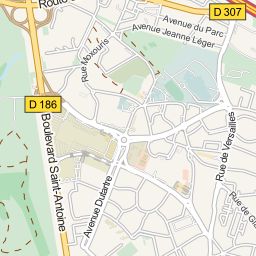 Route
D 307
Avenue du Parc
Avenue Jeanne Léger
Rue Moxouris
D 186
Boulevard Saint-Antoine
Avenue Dutartre
Rue de Versailles
Rue de Gla